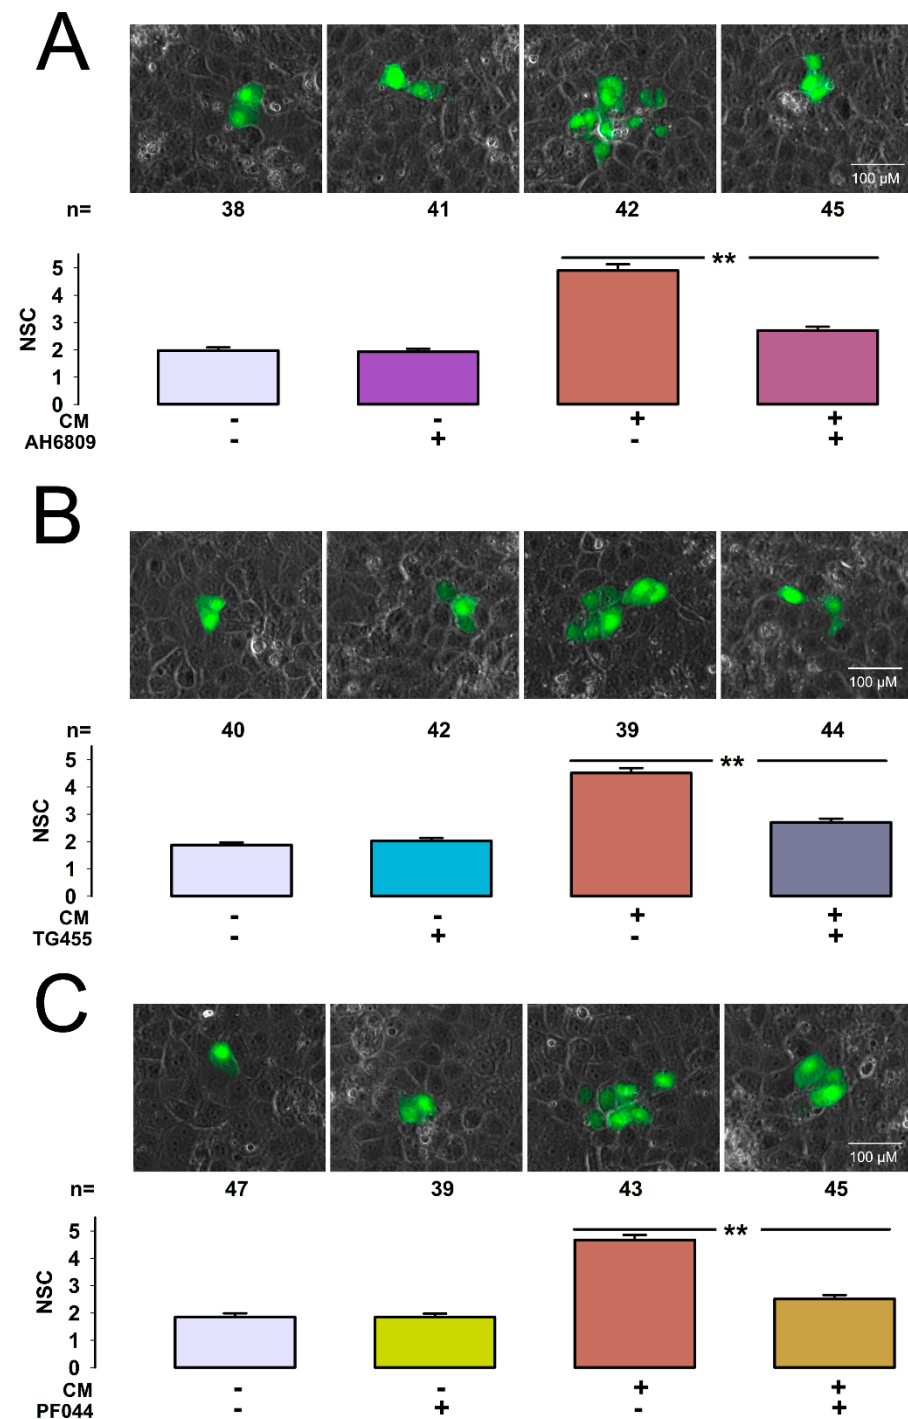 A
100 µM
n= 38 41 42 45
**
5
4
3
2
1
0
NSC
CM - - + +
AH6809 - + - +
B
100 µM
n= 40 42 39 44
**
5
4
3
2
1
0
NSC
CM - - + +
TG455 - + - +
C
100 µM
n= 47 39 43 45
**
5
4
3
2
1
0
NSC
CM - - + +
PF044 - + - +